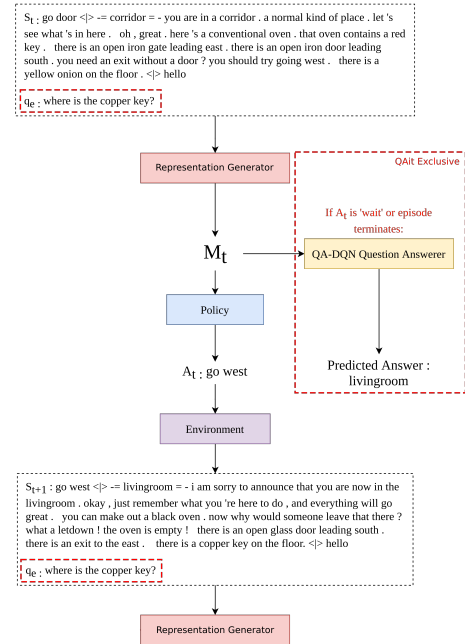 St : go door <|> -= corridor = - you are in a corridor . a normal kind of place . let 's
see what 's in here . oh , great . here 's a conventional oven . that oven contains a red
key . there is an open iron gate leading east . there is an open iron door leading
south . you need an exit without a door ? you should try going west . there is a
yellow onion on the floor . <|> hello
qe : where is the copper key?
Representation Generator
QAit Exclusive
If At is 'wait' or episode
terminates:
Mt
QA-DQN Question Answerer
Policy
Predicted Answer :
livingroom
At : go west
Environment
St+1 : go west <|> -= livingroom = - i am sorry to announce that you are now in the
livingroom . okay , just remember what you 're here to do , and everything will go
great . you can make out a black oven . now why would someone leave that there ?
what a letdown ! the oven is empty ! there is an open glass door leading south .
there is an exit to the east . there is a copper key on the floor. <|> hello
qe : where is the copper key?
Representation Generator